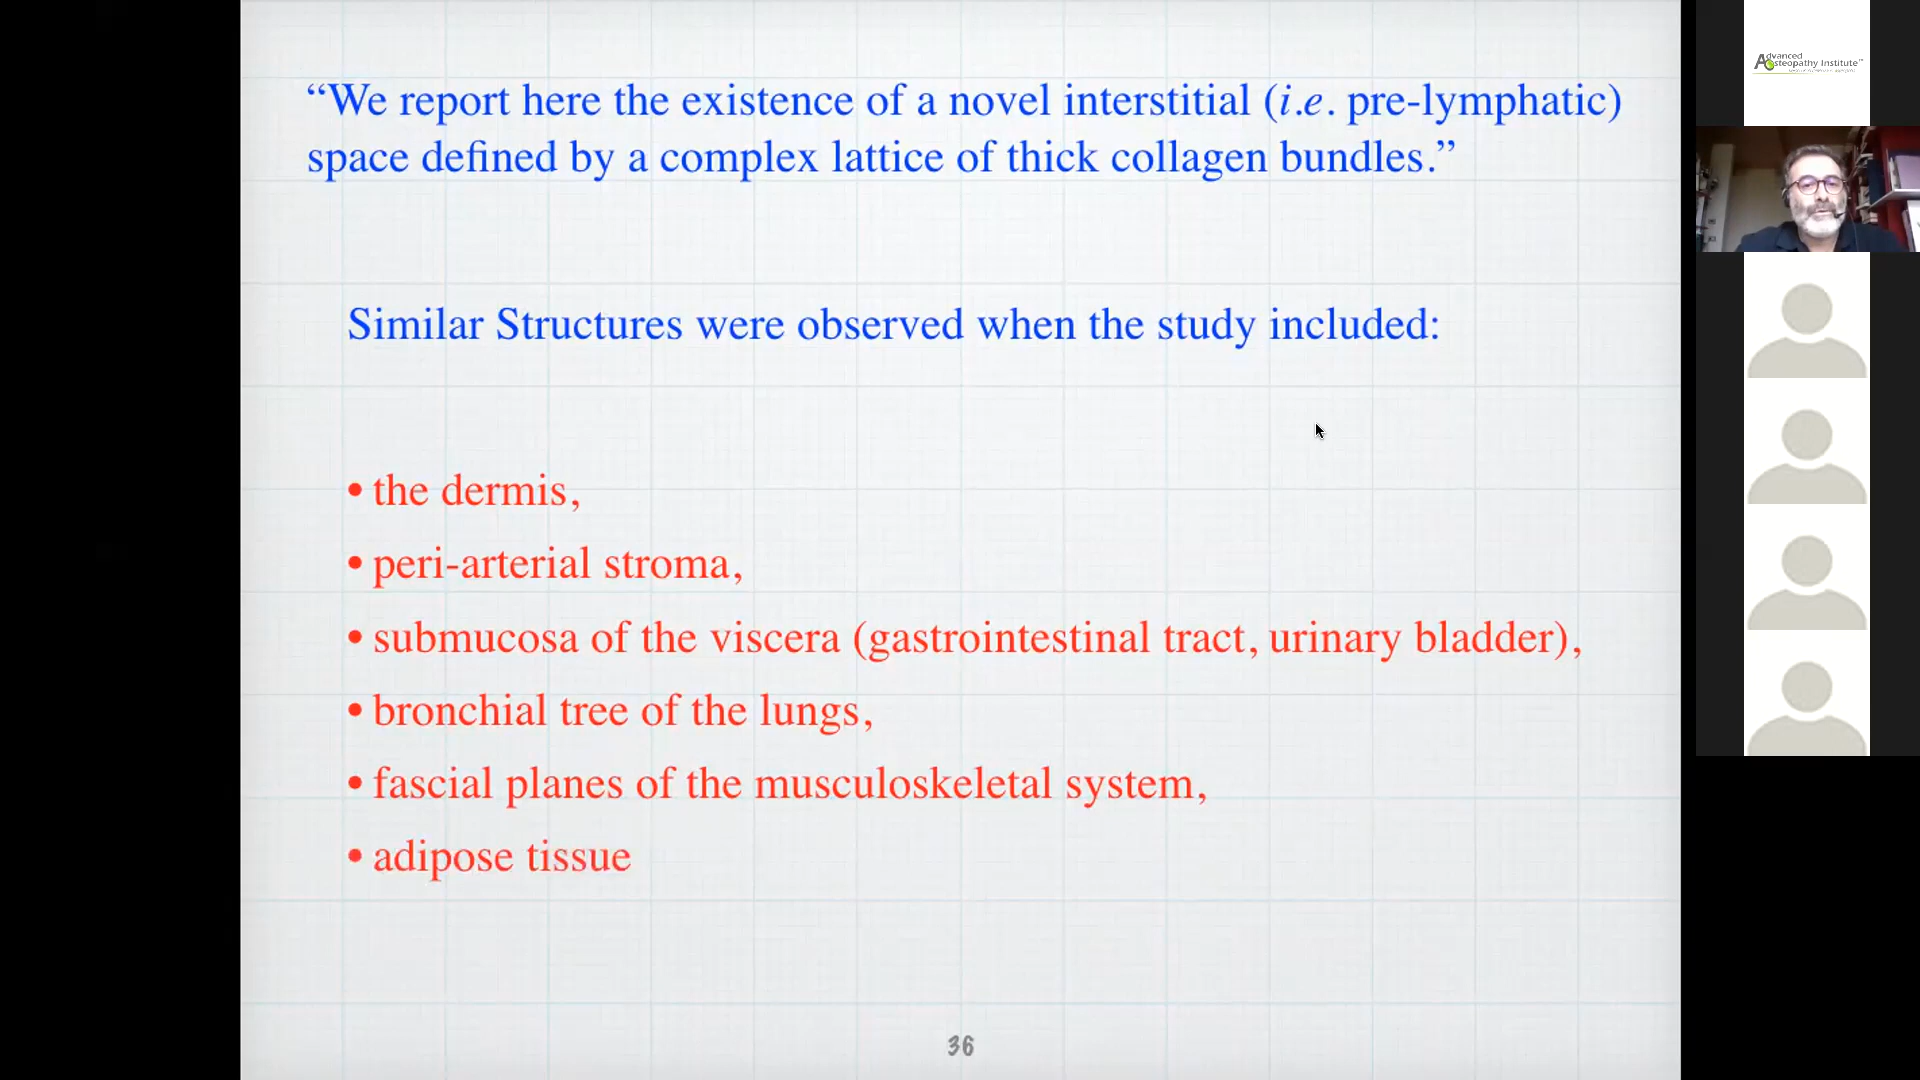 “We report here the existence of a novel interstitial (i.e. pre-lymphatic)
space defined by a complex lattice of thick collagen bundles.”
Similar Structures were observed when the study included:
• the dermis,
• peri-arterial stroma,
• submucosa of the viscera (gastrointestinal tract, urinary bladder),
• bronchial tree of the lungs,
• fascial planes of the musculoskeletal system,
• adipose tissue
36
Advanced
Osteopathy Institute™